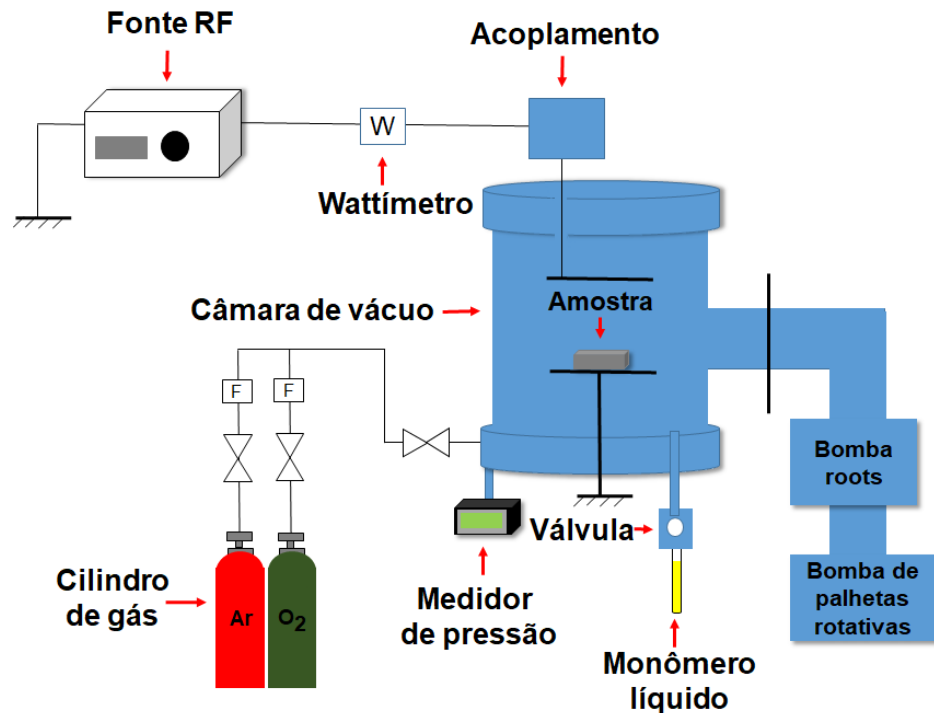 Fonte RF
Acoplamento
W
Wattímetro
Câmara de vácuo
Amostra
F
F
Bomba
roots
Válvula
Cilindro
de gás
Ar
O2
Medidor
de pressão
Bomba de
palhetas
rotativas
Monômero
líquido